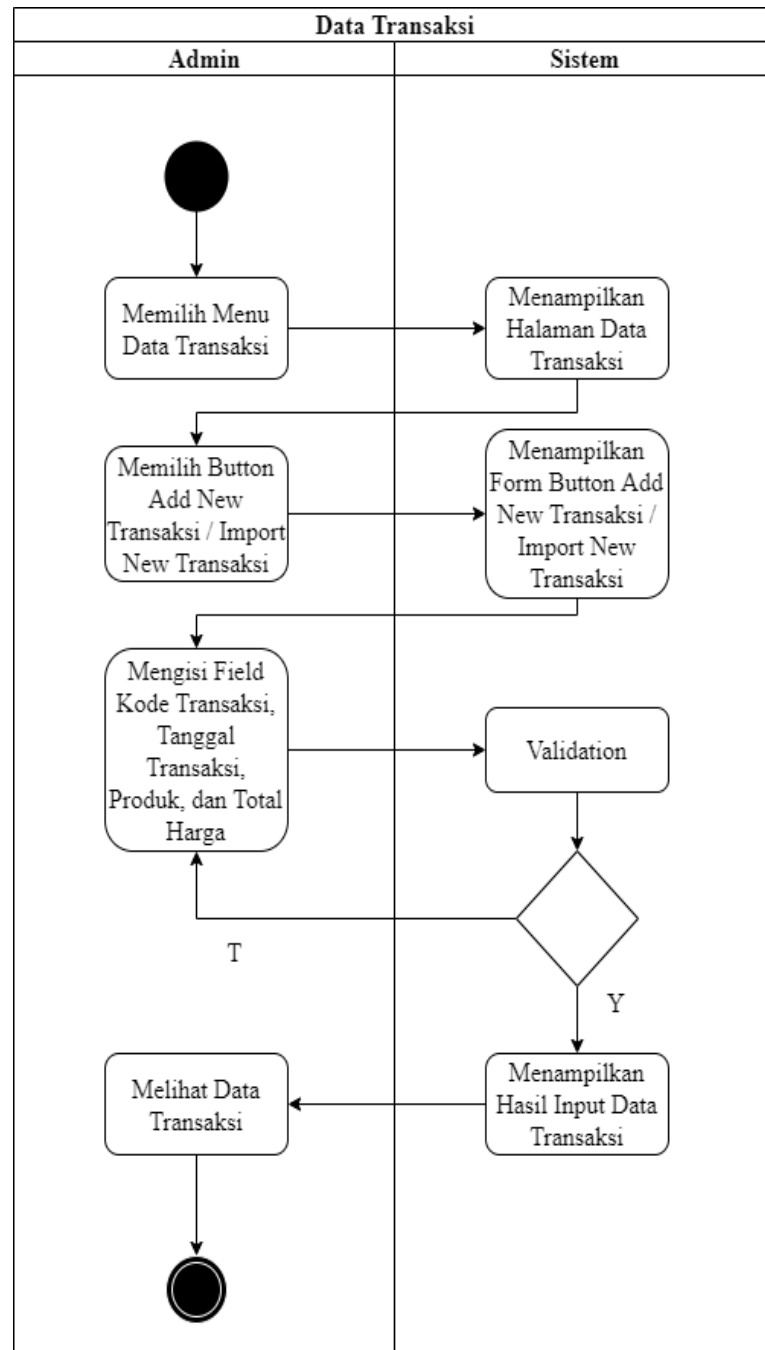 Data Transaksi
Admin
Sistem
Memilih Menu
Data Transaksi
Menampilkan
Halaman Data
Transaksi
Memilih Button
Add New
Transaksi / Import
New Transaksi
Menampilkan
Form Button Add
New Transaksi /
Import New
Transaksi
Mengisi Field
Kode Transaksi,
Tanggal
Transaksi,
Produk, dan Total
Harga
Validation
T
Y
Menampilkan
Hasil Input Data
Transaksi
Melihat Data
Transaksi